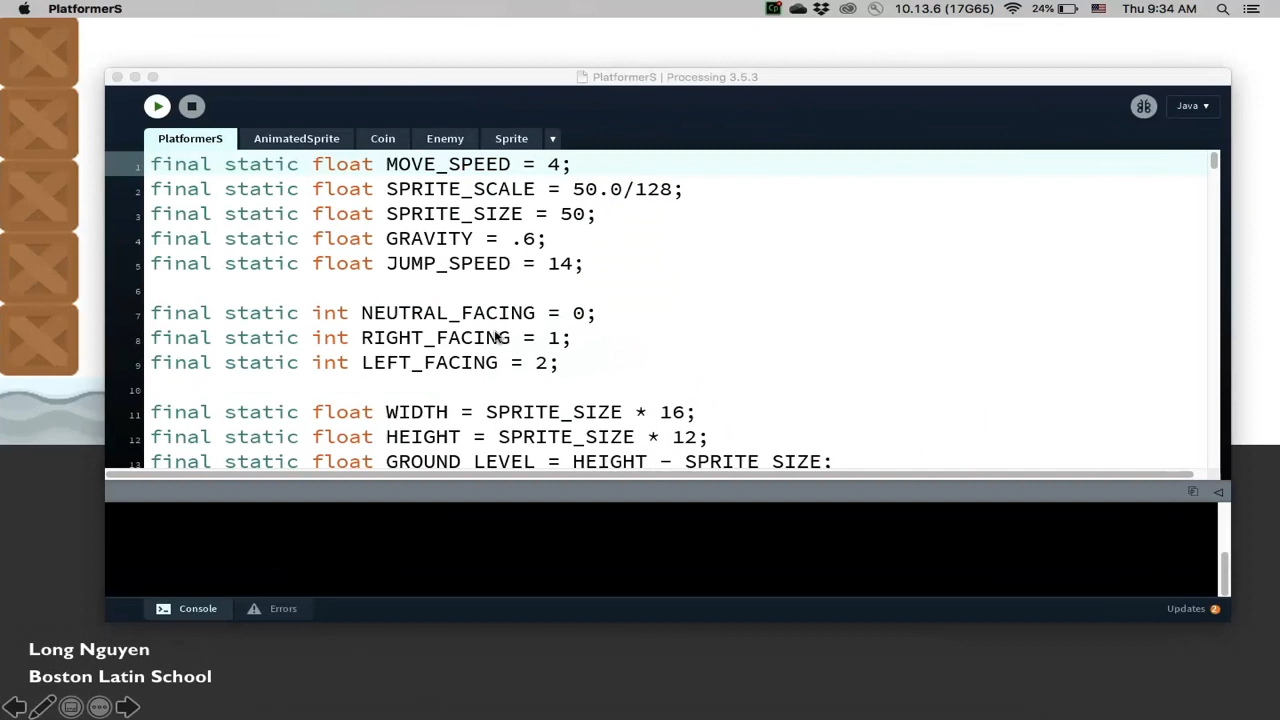 PlatformerS
10.13.6 (17G65)
24%
Thu 9:34 AM
PlatformerS | Processing 3.5.3
Java ▾
PlatformerS AnimatedSprite Coin Enemy Sprite ▾
1 final static float MOVE_SPEED = 4;
2 final static float SPRITE_SCALE = 50.0/128;
3 final static float SPRITE_SIZE = 50;
4 final static float GRAVITY = .6;
5 final static float JUMP_SPEED = 14;
6
7 final static int NEUTRAL_FACING = 0;
8 final static int RIGHT_FACING = 1;
9 final static int LEFT_FACING = 2;
10
11 final static float WIDTH = SPRITE_SIZE * 16;
12 final static float HEIGHT = SPRITE_SIZE * 12;
13 final static float GROUND_LEVEL = HEIGHT - SPRITE_SIZE;
Console Errors
Updates 2
Long Nguyen
Boston Latin School